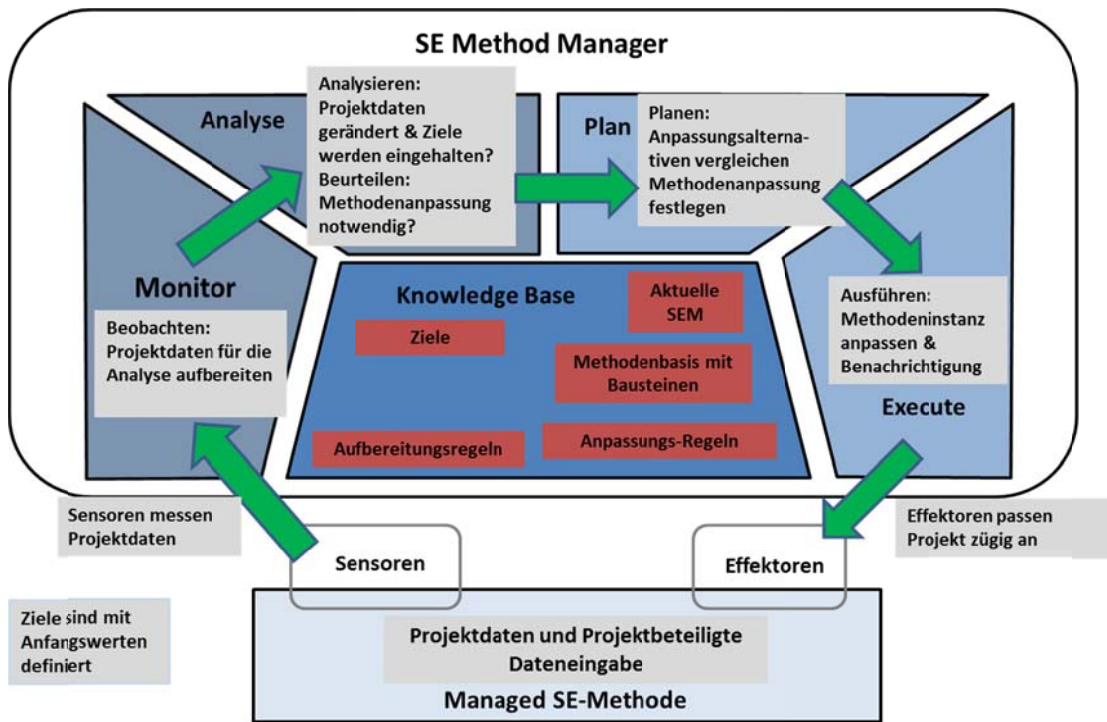 SE Method Manager
Analyse
Analysieren:
Projektdaten
gerändert & Ziele
werden eingehalten?
Beurteilen:
Methodenanpassung
notwendig?
Plan
Planen:
Anpassungsalterna-
tiven vergleichen
Methodenanpassung
festlegen
Monitor
Beobachten:
Projektdaten für die
Analyse aufbereiten
Knowledge Base
Aktuelle
SEM
Ziele
Methodenbasis mit
Bausteinen
Aufbereitungsregeln
Anpassungs-Regeln
Ausführen:
Methodeninstanz
anpassen &
Benachrichtigung
Execute
Sensoren messen
Projektdaten
Sensoren
Effektoren
Effektoren passen
Projekt zügig an
Ziele sind mit
Anfangswerten
definiert
Projektdaten und Projektbeteiligte
Dateneingabe
Managed SE-Methode